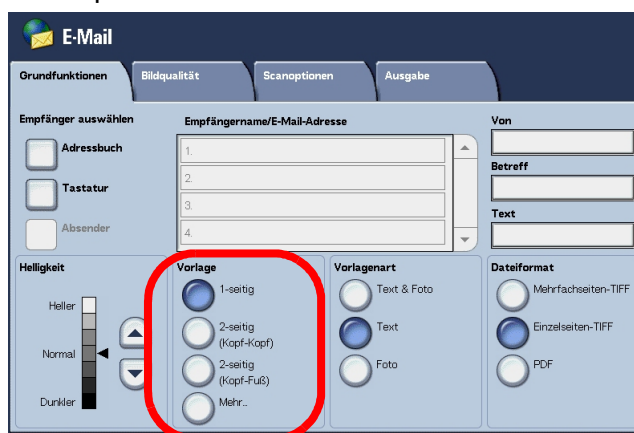 E-Mail
Grundfunktionen
Bildqualität
Scanoptionen
Ausgabe
Empfänger auswählen
Adressbuch
Tastatur
Absender
Empfängername/E-Mail-Adresse
1.
2.
3.
4.
Von
Betreff
Text
Helligkeit
Heller
Normal
Dunkler
Vorlage
1-seitig
2-seitig
(Kopf-Kopf)
2-seitig
(Kopf-Fuß)
Mehr...
Vorlagenart
Text & Foto
Text
Foto
Dateiformat
Mehrfachseiten-TIFF
Einzelseiten-TIFF
PDF